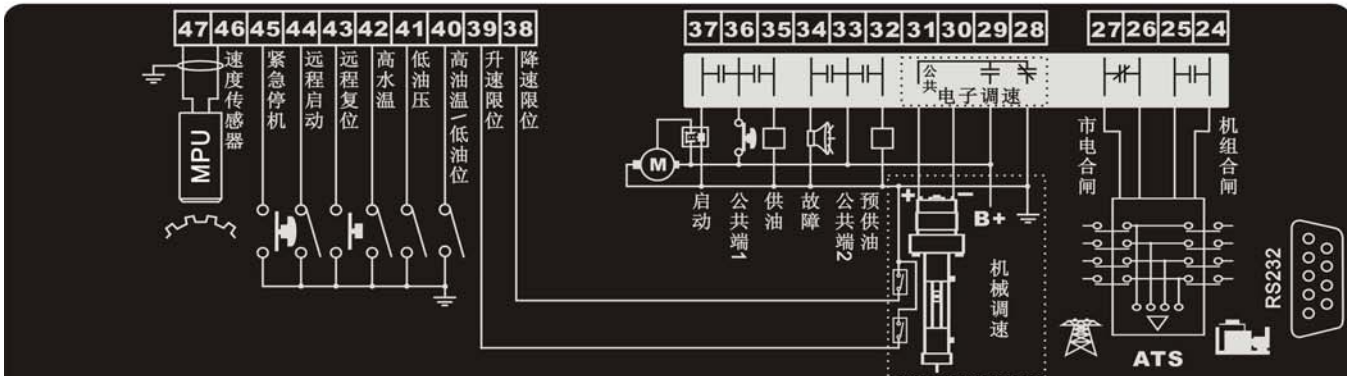 47 46 45 44 43 42 41 40 39 38
37 36 35 34 33 32 31 30 29 28
27 26 25 24
速度传感器
紧急停机
远程启动
远程复位
高水温
低油压
高油温\低油位
升速限位
降速限位
MPU
公共
电子调速
M
启动
公共端1
供油
故障
公共端2
预供油
+
−
B+
机械调速
市电合闸
机组合闸
ATS
RS232